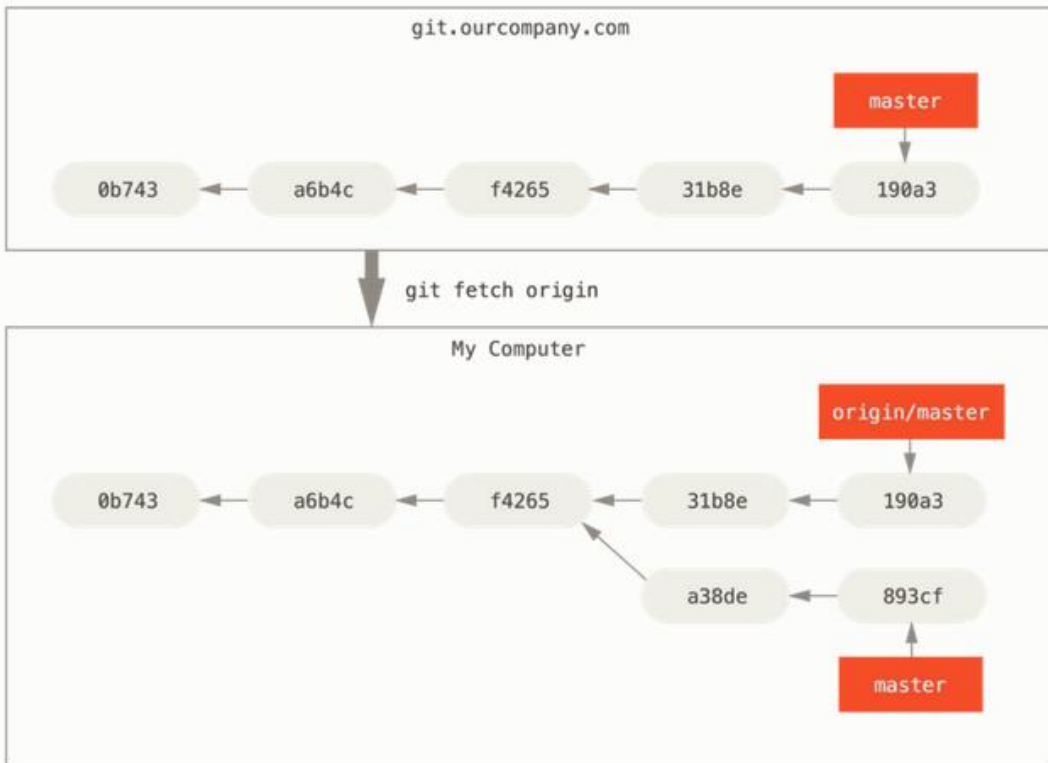 git.ourcompany.com
master
0b743 a6b4c f4265 31b8e 190a3
git fetch origin
My Computer
origin/master
0b743 a6b4c f4265 31b8e 190a3
a38de 893cf
master